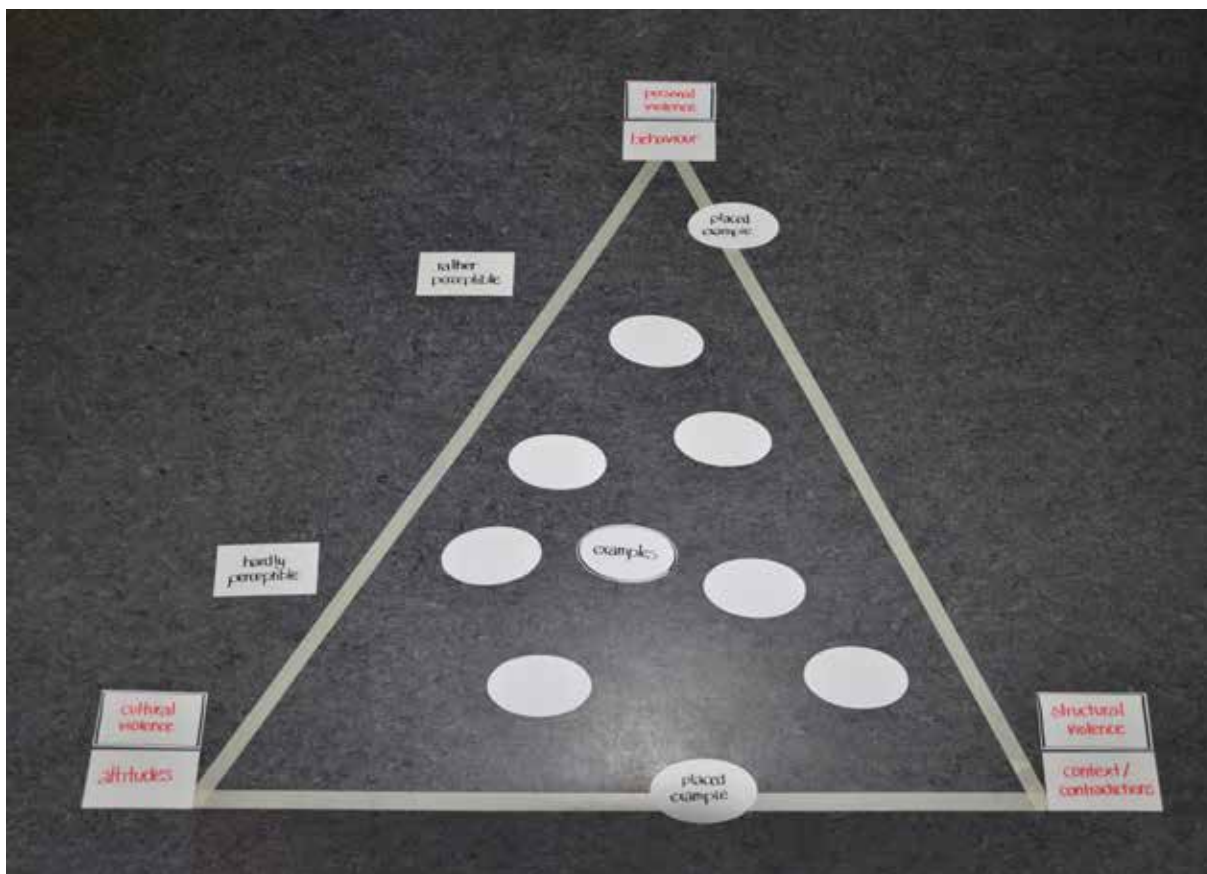 personal
violence
behaviour
placed
example
rather
perceptible
hardly
perceptible
examples
cultural
violence
attitudes
structural
violence
context/
contradictions
placed
example